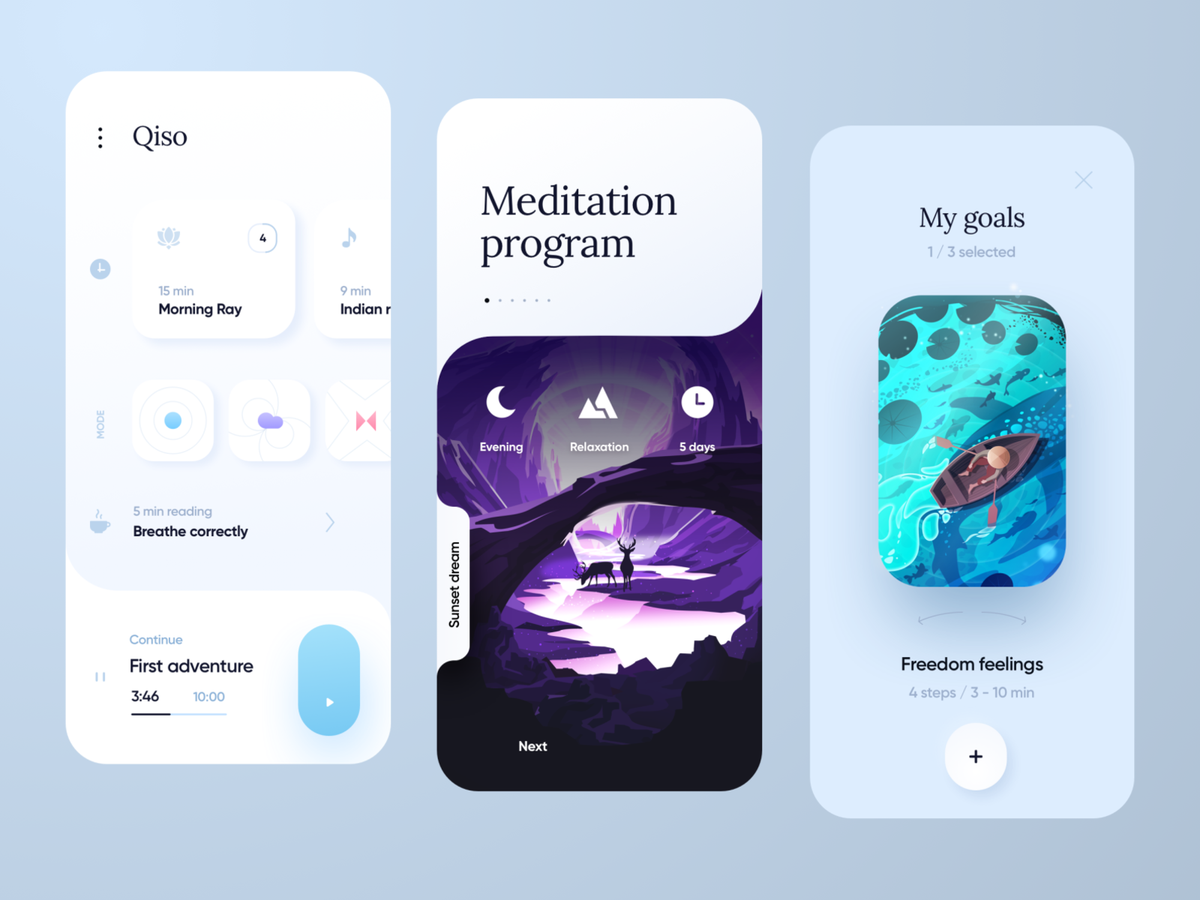 Qiso
4
15 min
Morning Ray
9 min
Indian r
MODE
5 min reading
Breathe correctly
Continue
First adventure
3:46 10:00
Meditation
program
Evening Relaxation 5 days
Sunset dream
Next
My goals
1 / 3 selected
Freedom feelings
4 steps / 3 - 10 min
+